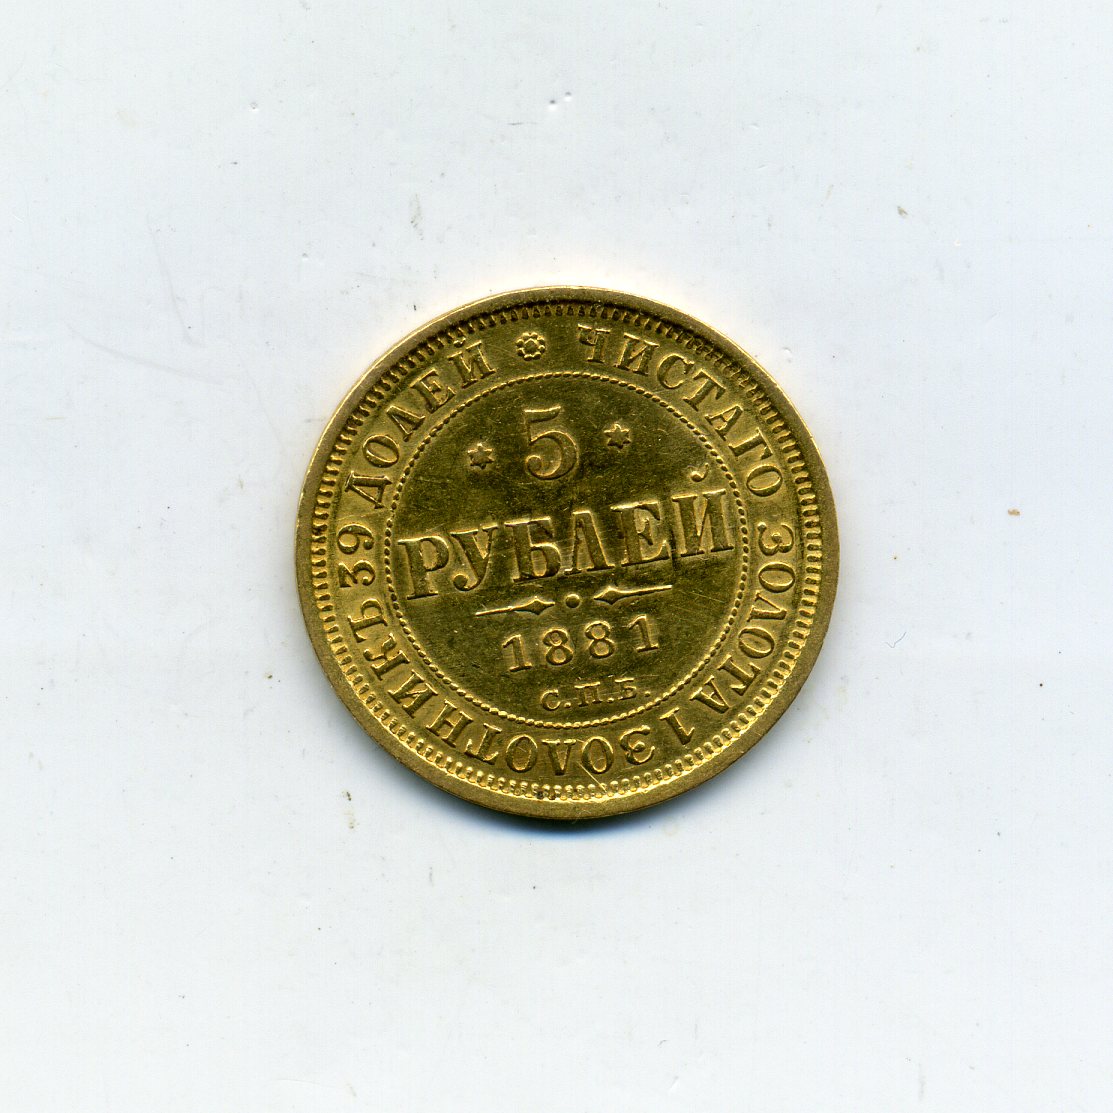 ЧИСТАГО ЗОЛОТА 1 ЗОЛОТНИКЪ 39 ДОЛЕЙ
5
РУБЛЕЙ
1881
С.П.Б.